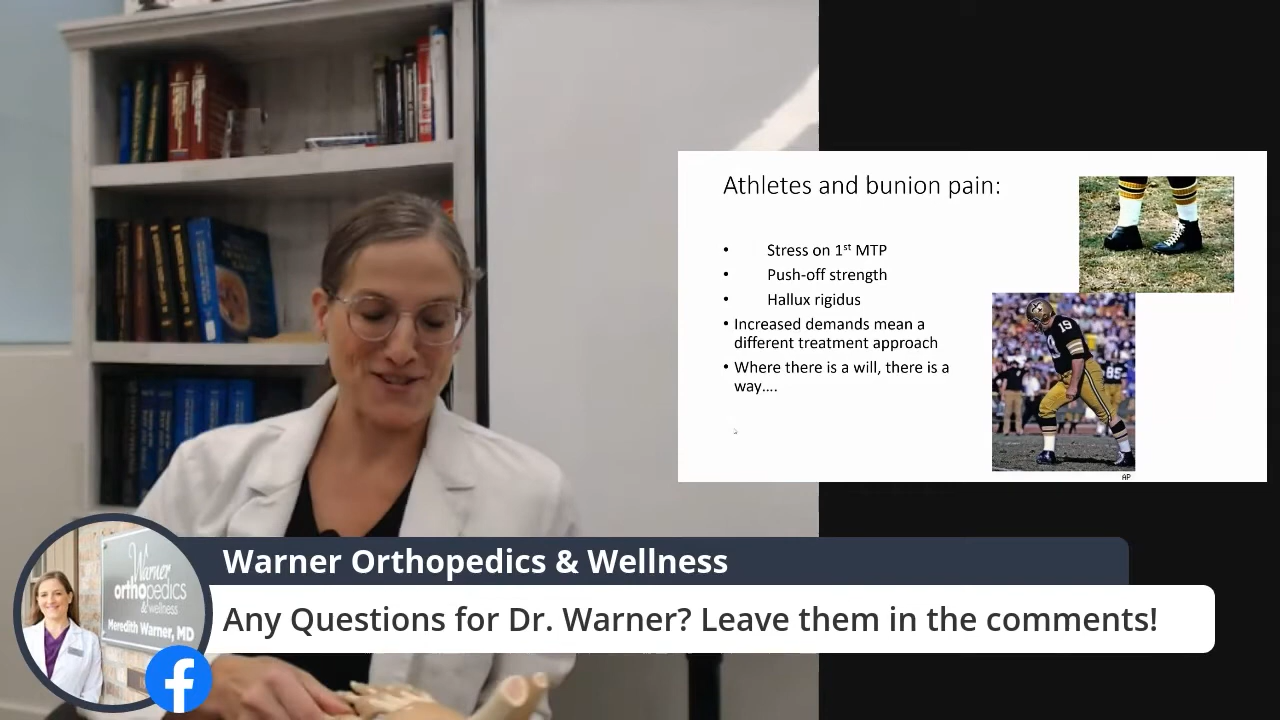 Athletes and bunion pain:
• Stress on 1st MTP
• Push-off strength
• Hallux rigidus
• Increased demands mean a
different treatment approach
• Where there is a will, there is a
way....
19
85
AP
Warner Orthopedics & Wellness
Any Questions for Dr. Warner? Leave them in the comments!
Warner
orthopedics
& wellness
Meredith Warner, MD